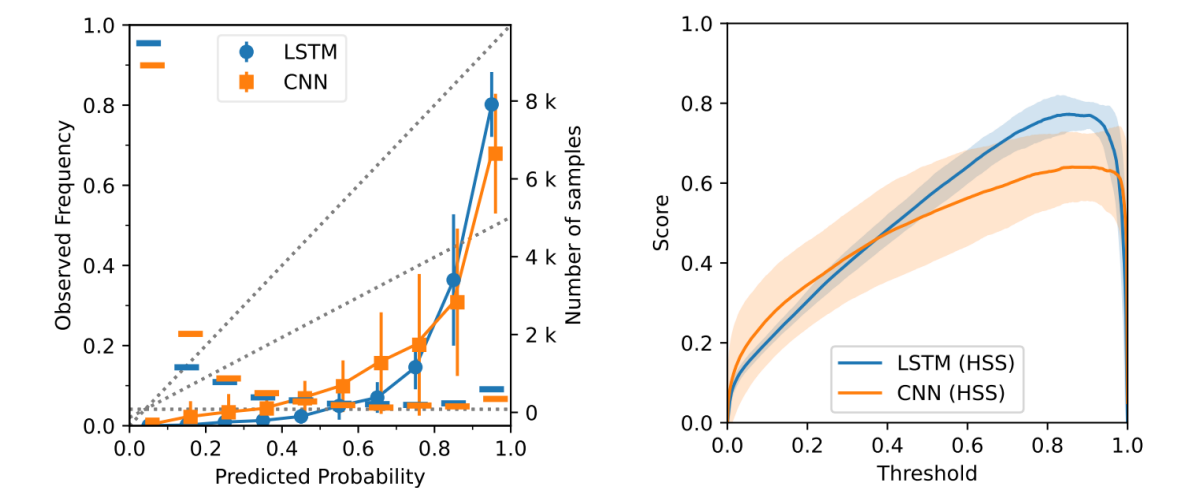 1.0
0.8
0.6
0.4
0.2
0.0
Observed Frequency
LSTM
CNN
8 k
6 k
4 k
2 k
0
Number of samples
0.0 0.2 0.4 0.6 0.8 1.0
Predicted Probability
1.0
0.8
0.6
0.4
0.2
0.0
Score
LSTM (HSS)
CNN (HSS)
0.0 0.2 0.4 0.6 0.8 1.0
Threshold